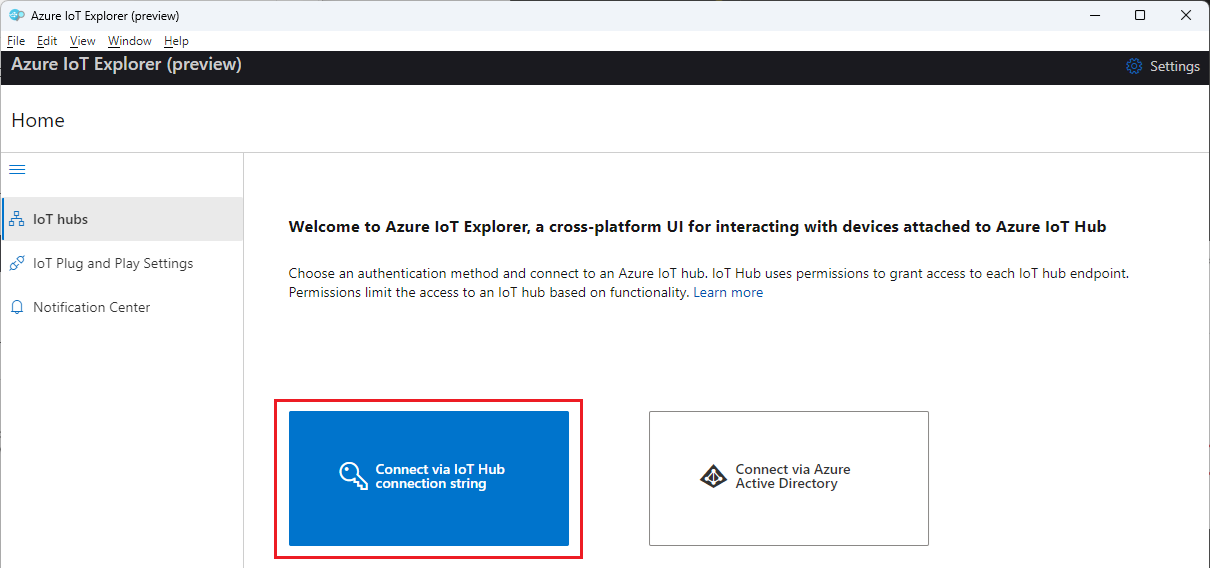 Azure IoT Explorer (preview)
File Edit View Window Help
Azure IoT Explorer (preview)
Settings
Home
IoT hubs
IoT Plug and Play Settings
Notification Center
Welcome to Azure IoT Explorer, a cross-platform UI for interacting with devices attached to Azure IoT Hub
Choose an authentication method and connect to an Azure IoT hub. IoT Hub uses permissions to grant access to each IoT hub endpoint.
Permissions limit the access to an IoT hub based on functionality. Learn more
Connect via IoT Hub
connection string
Connect via Azure
Active Directory